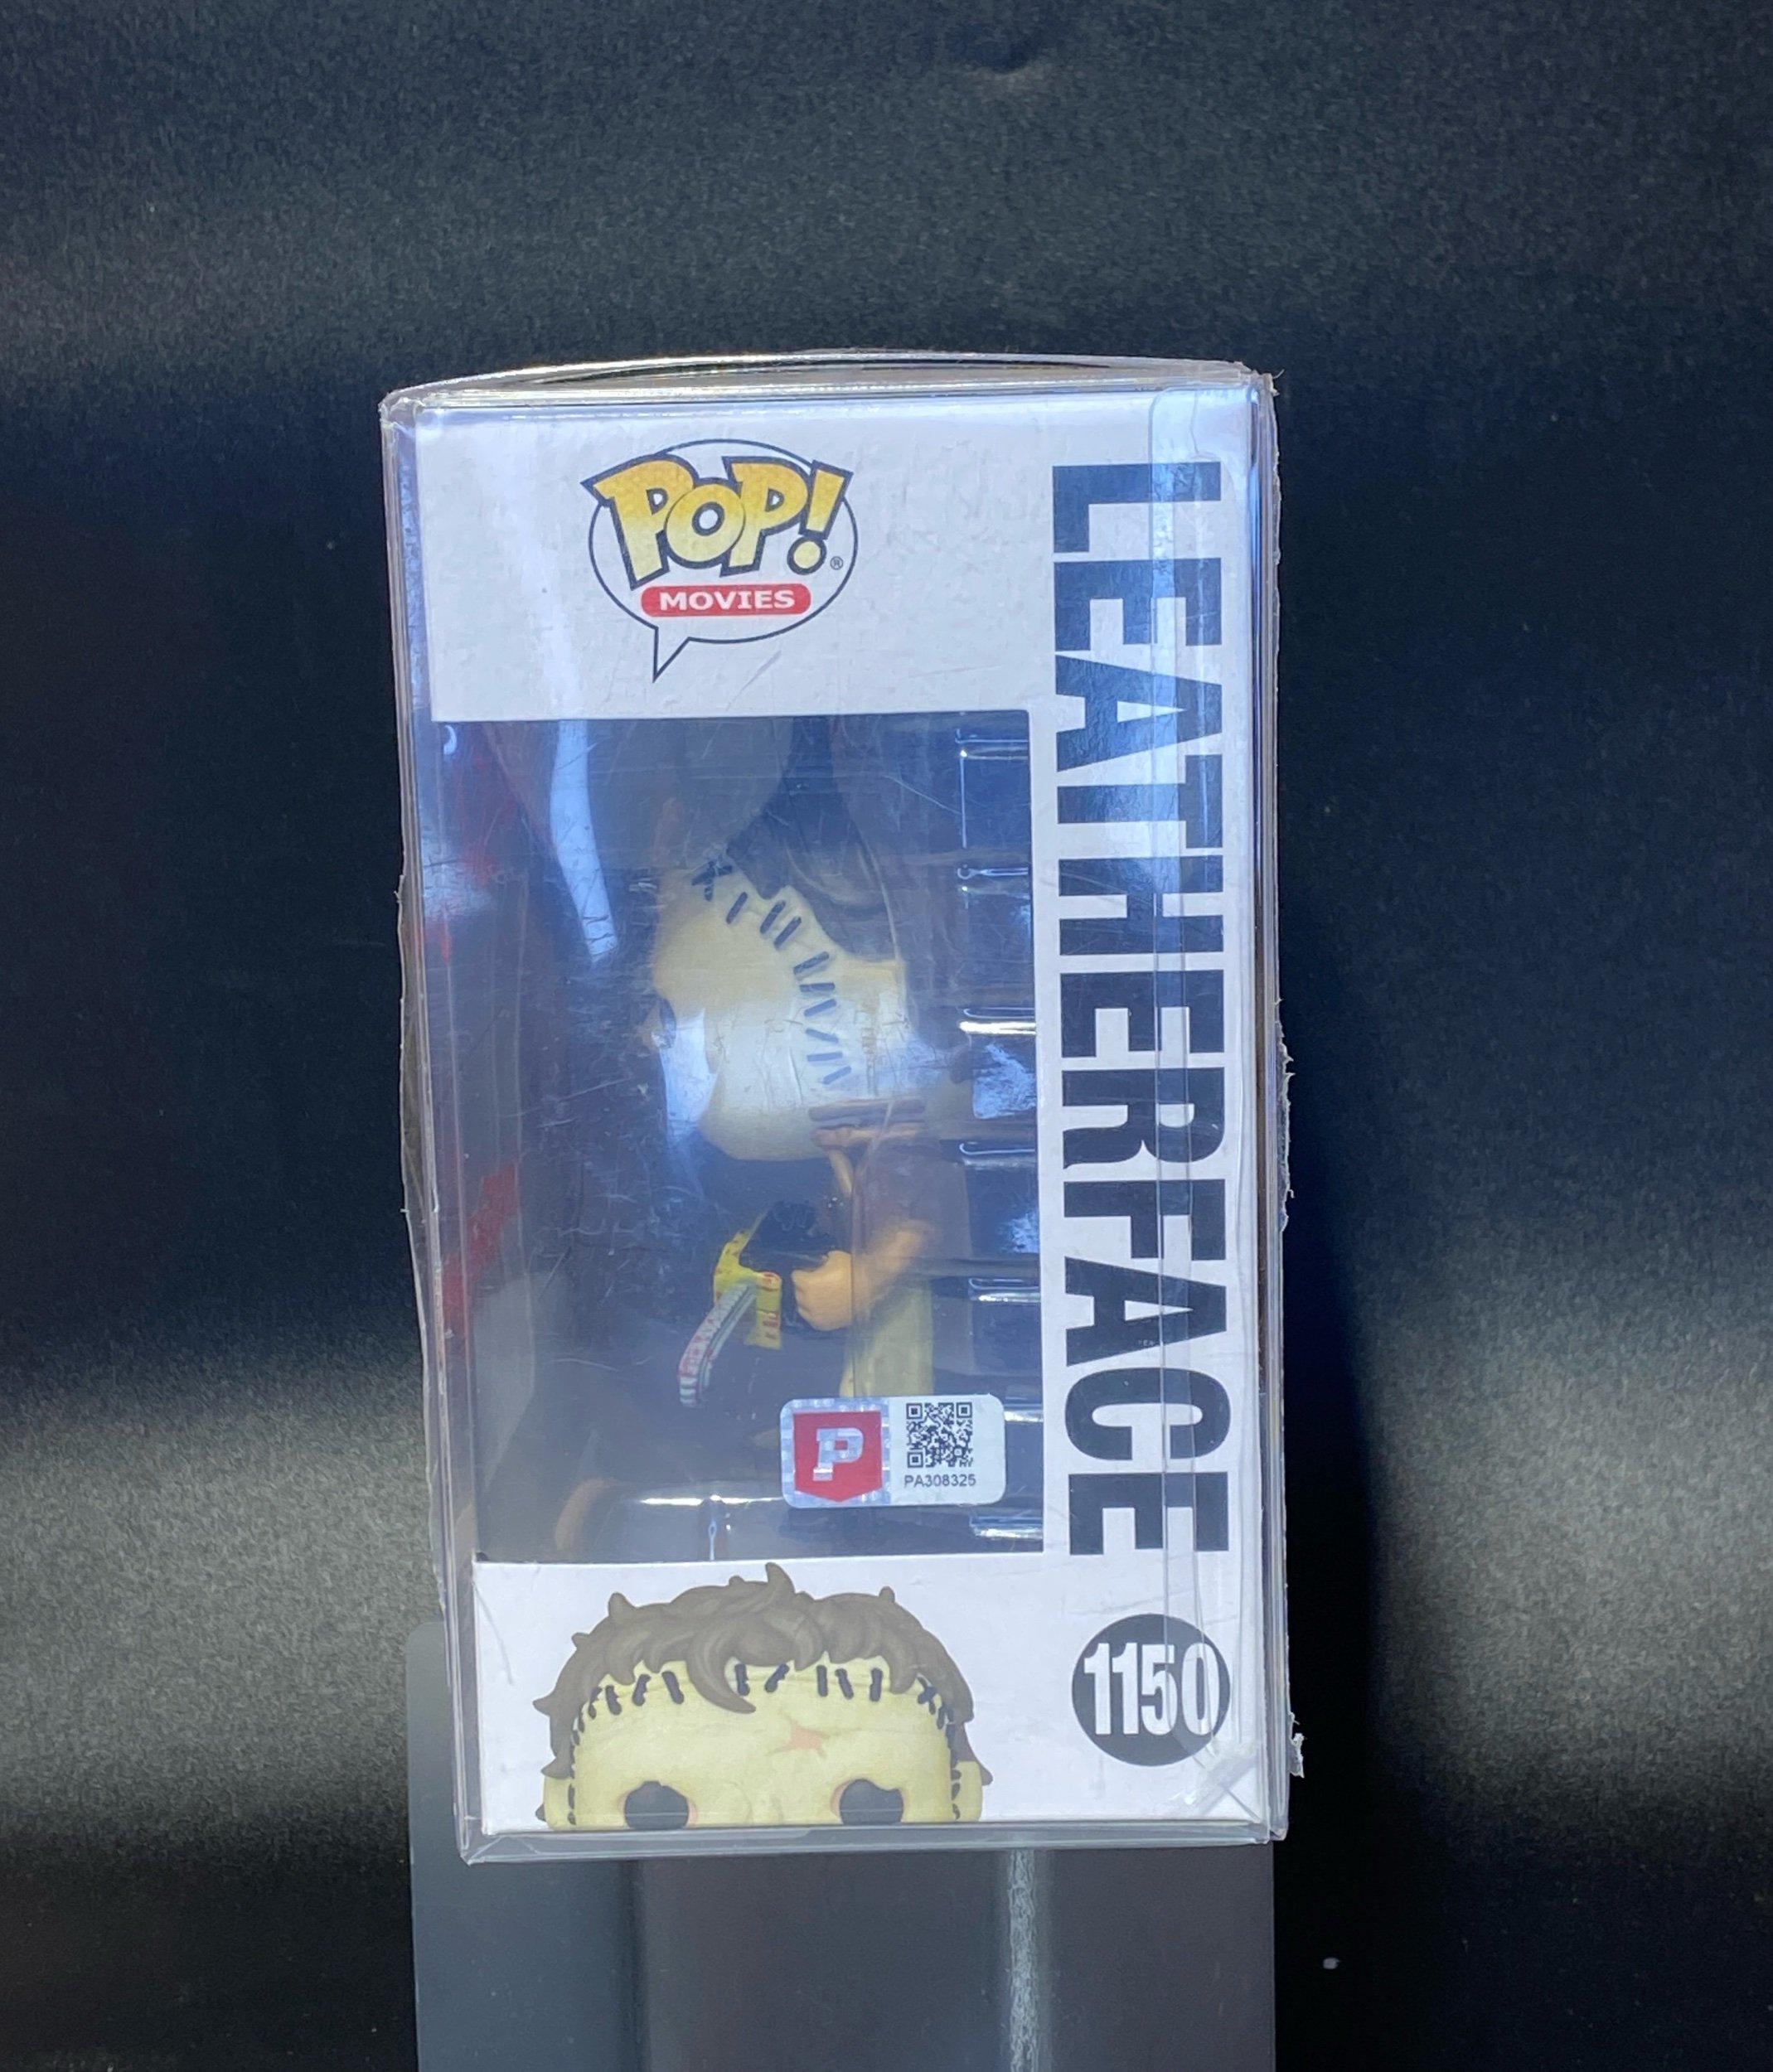 POP!®
MOVIES
LEATHERFACE
P
PA308325
1150